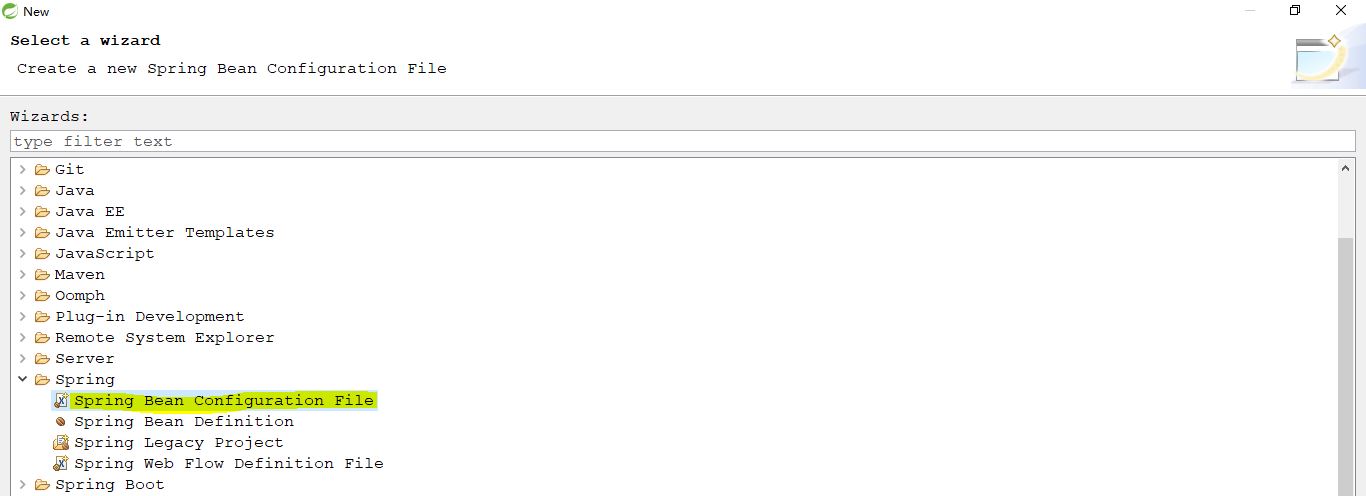 New
Select a wizard
Create a new Spring Bean Configuration File
Wizards:
type filter text
Git
Java
Java EE
Java Emitter Templates
JavaScript
Maven
Oomph
Plug-in Development
Remote System Explorer
Server
Spring
Spring Bean Configuration File
Spring Bean Definition
Spring Legacy Project
Spring Web Flow Definition File
Spring Boot